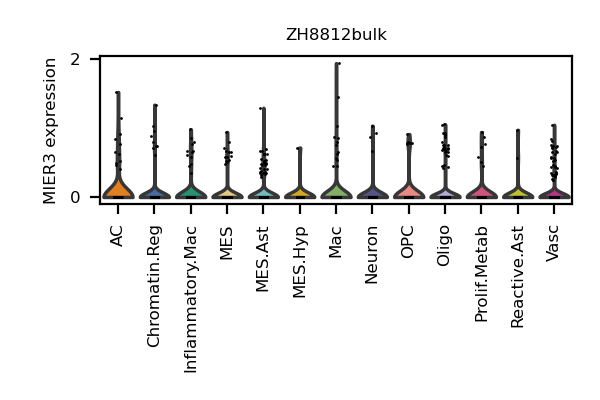 ZH8812bulk
MIER3 expression
2
0
AC
Chromatin.Reg
Inflammatory.Mac
MES
MES.Ast
MES.Hyp
Mac
Neuron
OPC
Oligo
Prolif.Metab
Reactive.Ast
Vasc